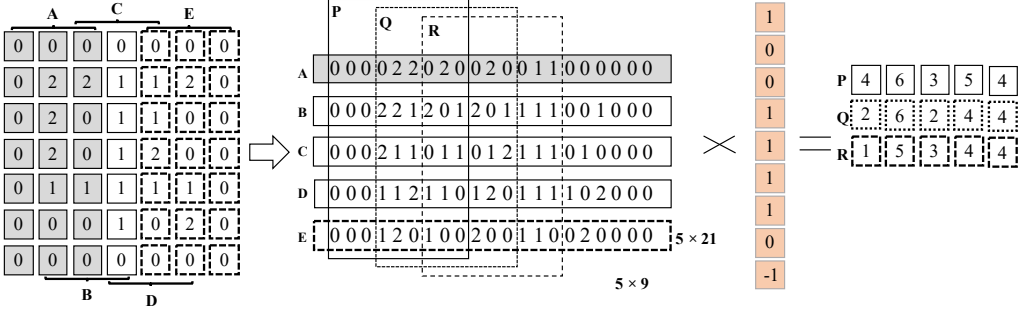 A C E
0 0 0 0 0 0 0
0 2 2 1 1 2 0
0 2 0 1 1 0 0
0 2 0 1 2 0 0
0 1 1 1 1 1 0
0 0 0 1 0 2 0
0 0 0 0 0 0 0
B D
P
Q
R
A 0 0 0 0 2 2 0 2 0 0 2 0 0 1 1 0 0 0 0 0 0
B 0 0 0 2 2 1 2 0 1 2 0 1 1 1 1 0 0 1 0 0 0
C 0 0 0 2 1 1 0 1 1 0 1 2 1 1 1 0 1 0 0 0 0
D 0 0 0 1 1 2 1 1 0 1 2 0 1 1 1 1 0 2 0 0 0
E 0 0 0 1 2 0 1 0 0 2 0 0 1 1 0 0 2 0 0 0 0
5 × 21
5 × 9
×
1
0
0
1
1
1
1
0
-1
=
P 4 6 3 5 4
Q 2 6 2 4 4
R 1 5 3 4 4